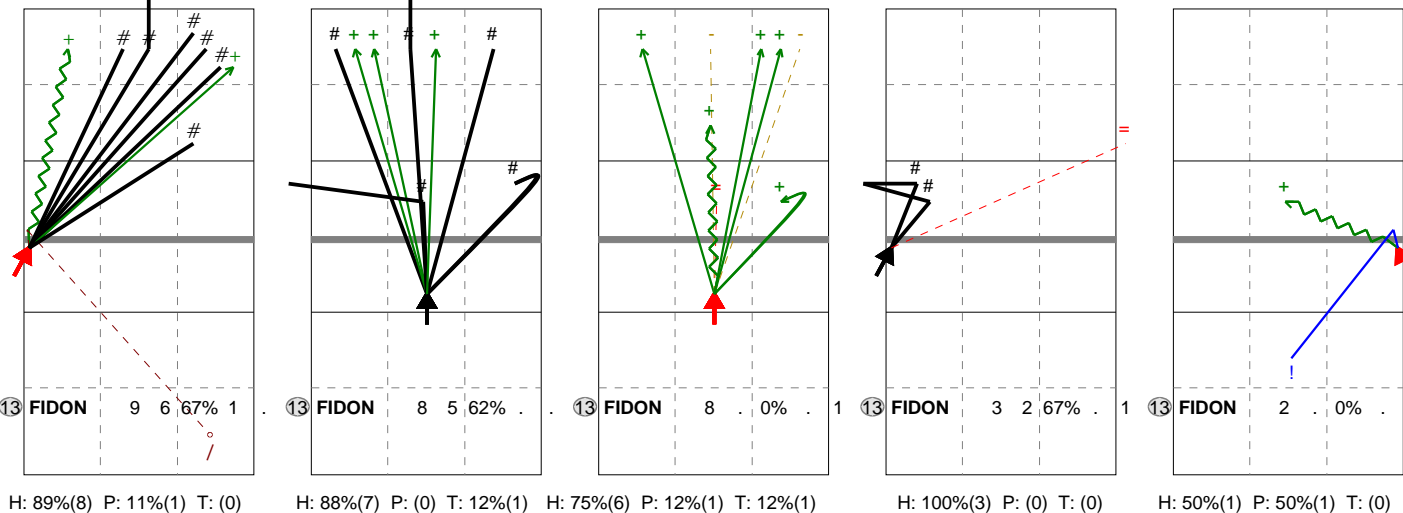 + # # # # # +
#
# + + # + #
# #
+ - + + -
+ = +
=
# #
+
!
13 FIDON 9 6 67% 1 .
13 FIDON 8 5 62% . .
13 FIDON 8 . 0% . 1
13 FIDON 3 2 67% . 1
13 FIDON 2 . 0% .
H: 89%(8) P: 11%(1) T: (0)
H: 88%(7) P: (0) T: 12%(1)
H: 75%(6) P: 12%(1) T: 12%(1)
H: 100%(3) P: (0) T: (0)
H: 50%(1) P: 50%(1) T: (0)